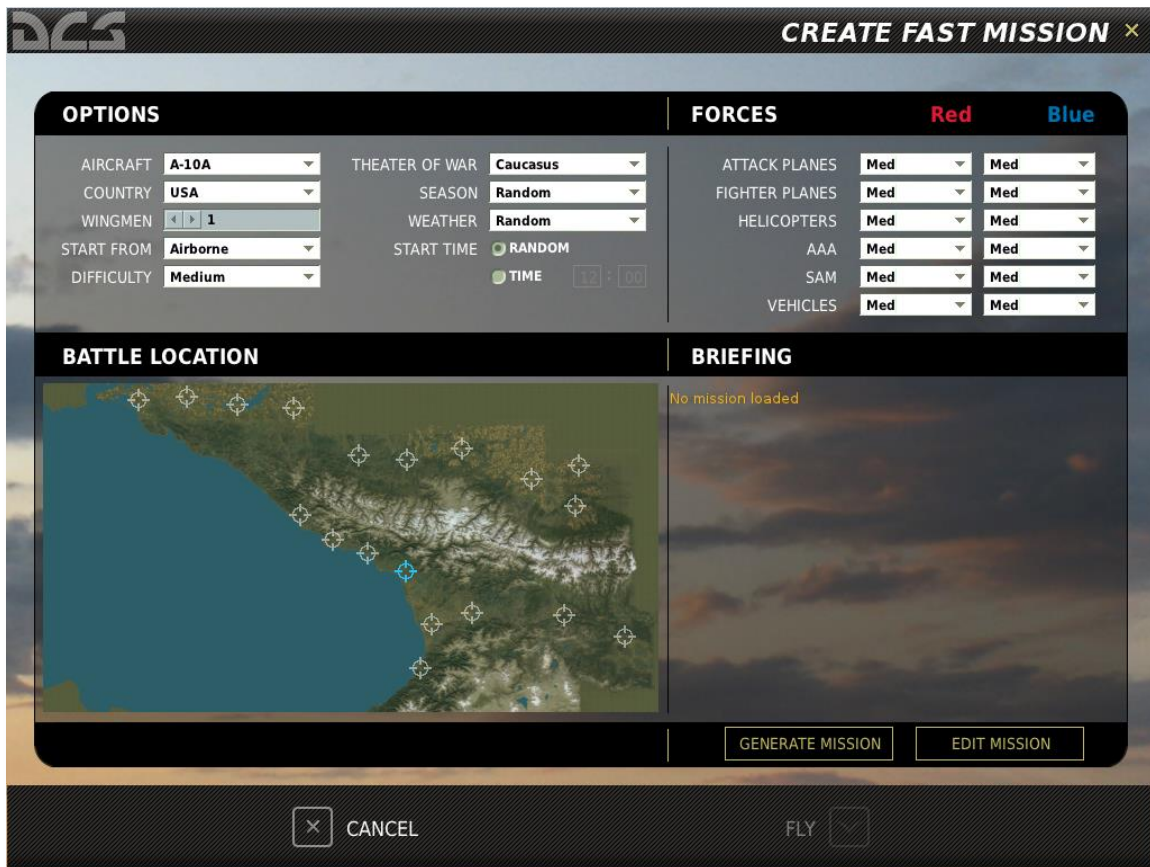 DCS
CREATE FAST MISSION
OPTIONS
AIRCRAFT A-10A
COUNTRY USA
WINGMEN 1
START FROM Airborne
DIFFICULTY Medium
THEATER OF WAR Caucasus
SEASON Random
WEATHER Random
START TIME RANDOM
TIME 12 : 00
FORCES Red Blue
ATTACK PLANES Med Med
FIGHTER PLANES Med Med
HELICOPTERS Med Med
AAA Med Med
SAM Med Med
VEHICLES Med Med
BATTLE LOCATION
BRIEFING
No mission loaded
GENERATE MISSION EDIT MISSION
CANCEL FLY